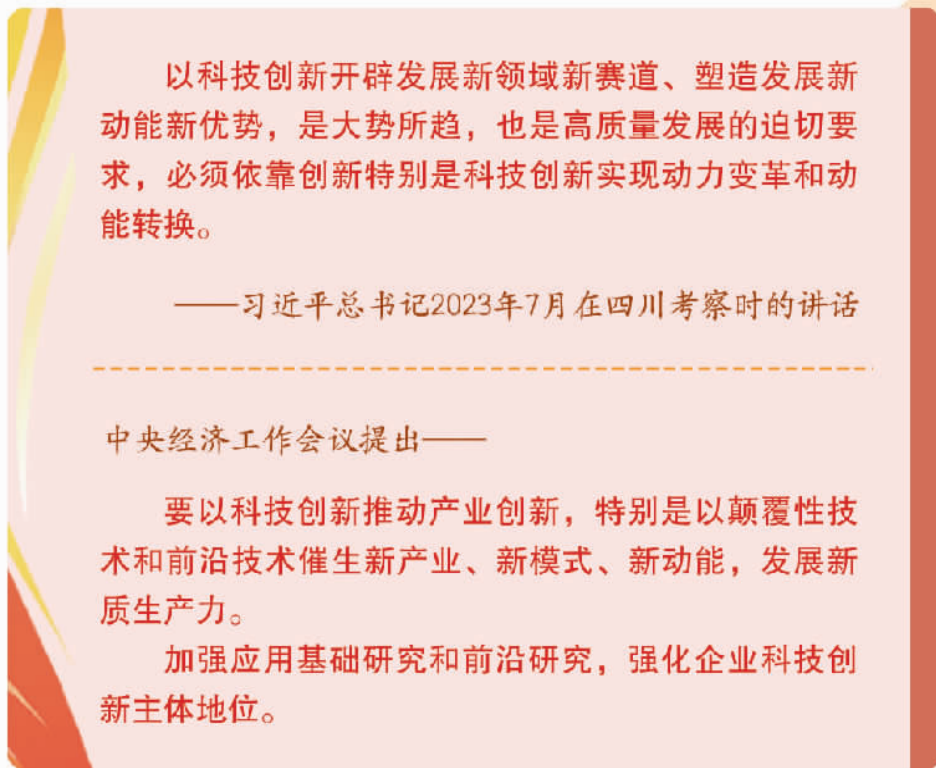 以科技创新开辟发展新领域新赛道、塑造发展新
动能新优势，是大势所趋，也是高质量发展的迫切要
求，必须依靠创新特别是科技创新实现动力变革和动
能转换。
——习近平总书记2023年7月在四川考察时的讲话
中央经济工作会议提出——
要以科技创新推动产业创新，特别是以颠覆性技
术和前沿技术催生新产业、新模式、新动能，发展新
质生产力。
加强应用基础研究和前沿研究，强化企业科技创
新主体地位。